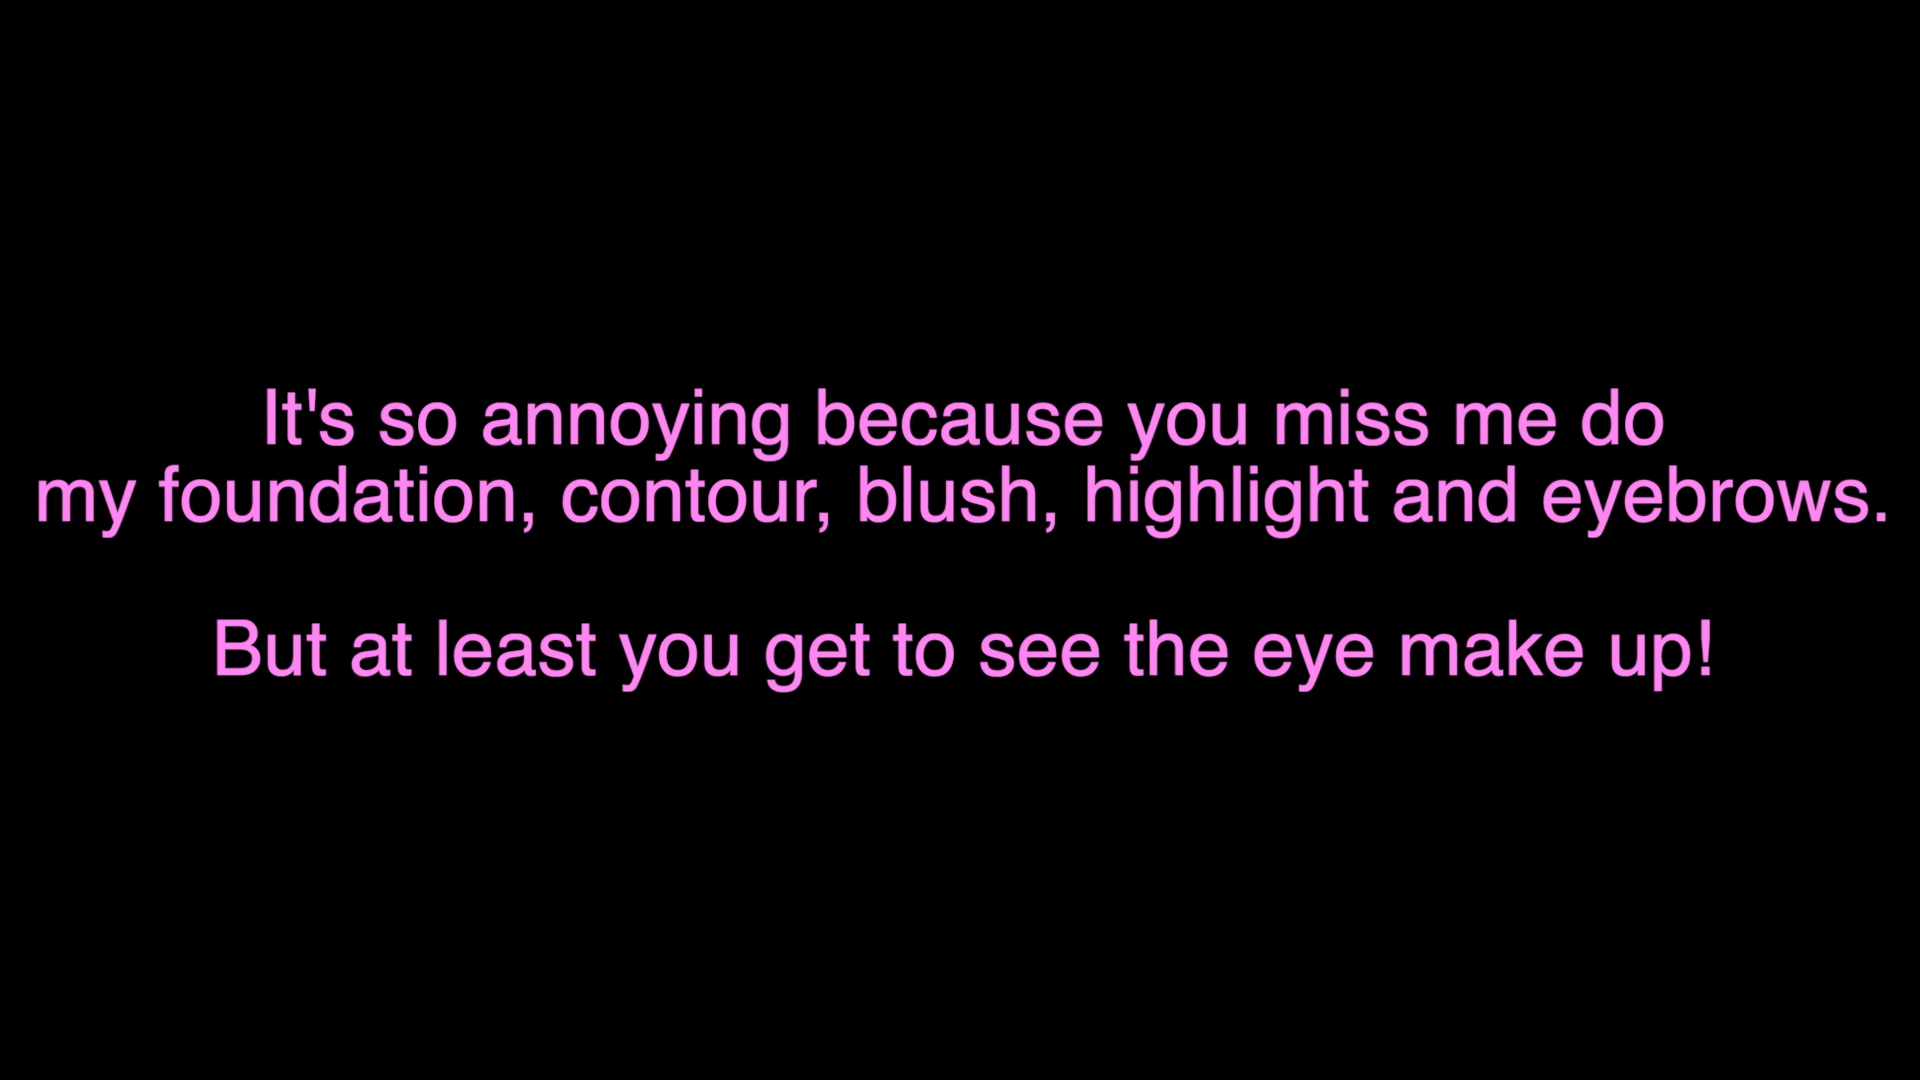 It's so annoying because you miss me do
my foundation, contour, blush, highlight and eyebrows.
But at least you get to see the eye make up!